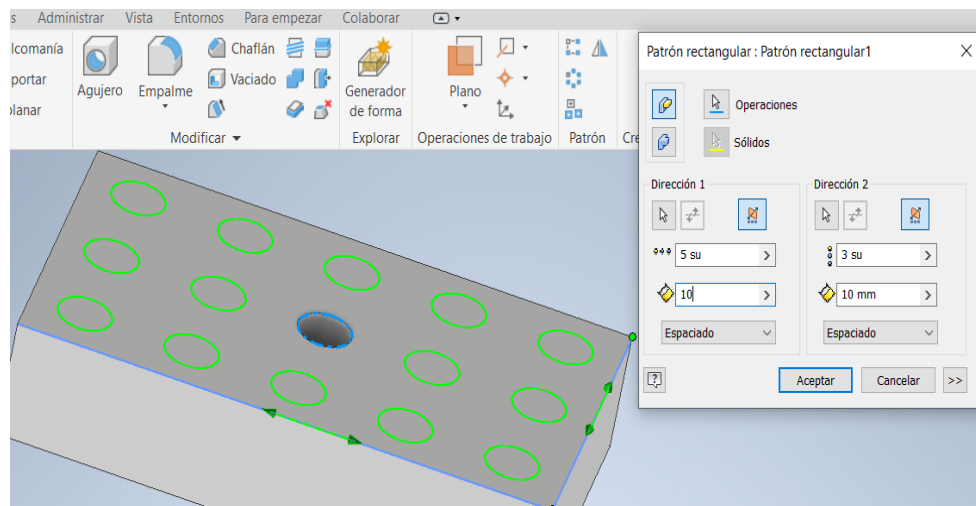 s Administrar Vista Entornos Para empezar Colaborar
lcomanía
portar
planar
Agujero
Empalme
Chaflán
Vaciado
Modificar
Generador
de forma
Explorar
Plano
Operaciones de trabajo
Patrón
Cre
Patrón rectangular : Patrón rectangular1
Operaciones
Sólidos
Dirección 1
5 su
10
Espaciado
Dirección 2
3 su
10 mm
Espaciado
Aceptar
Cancelar
>>